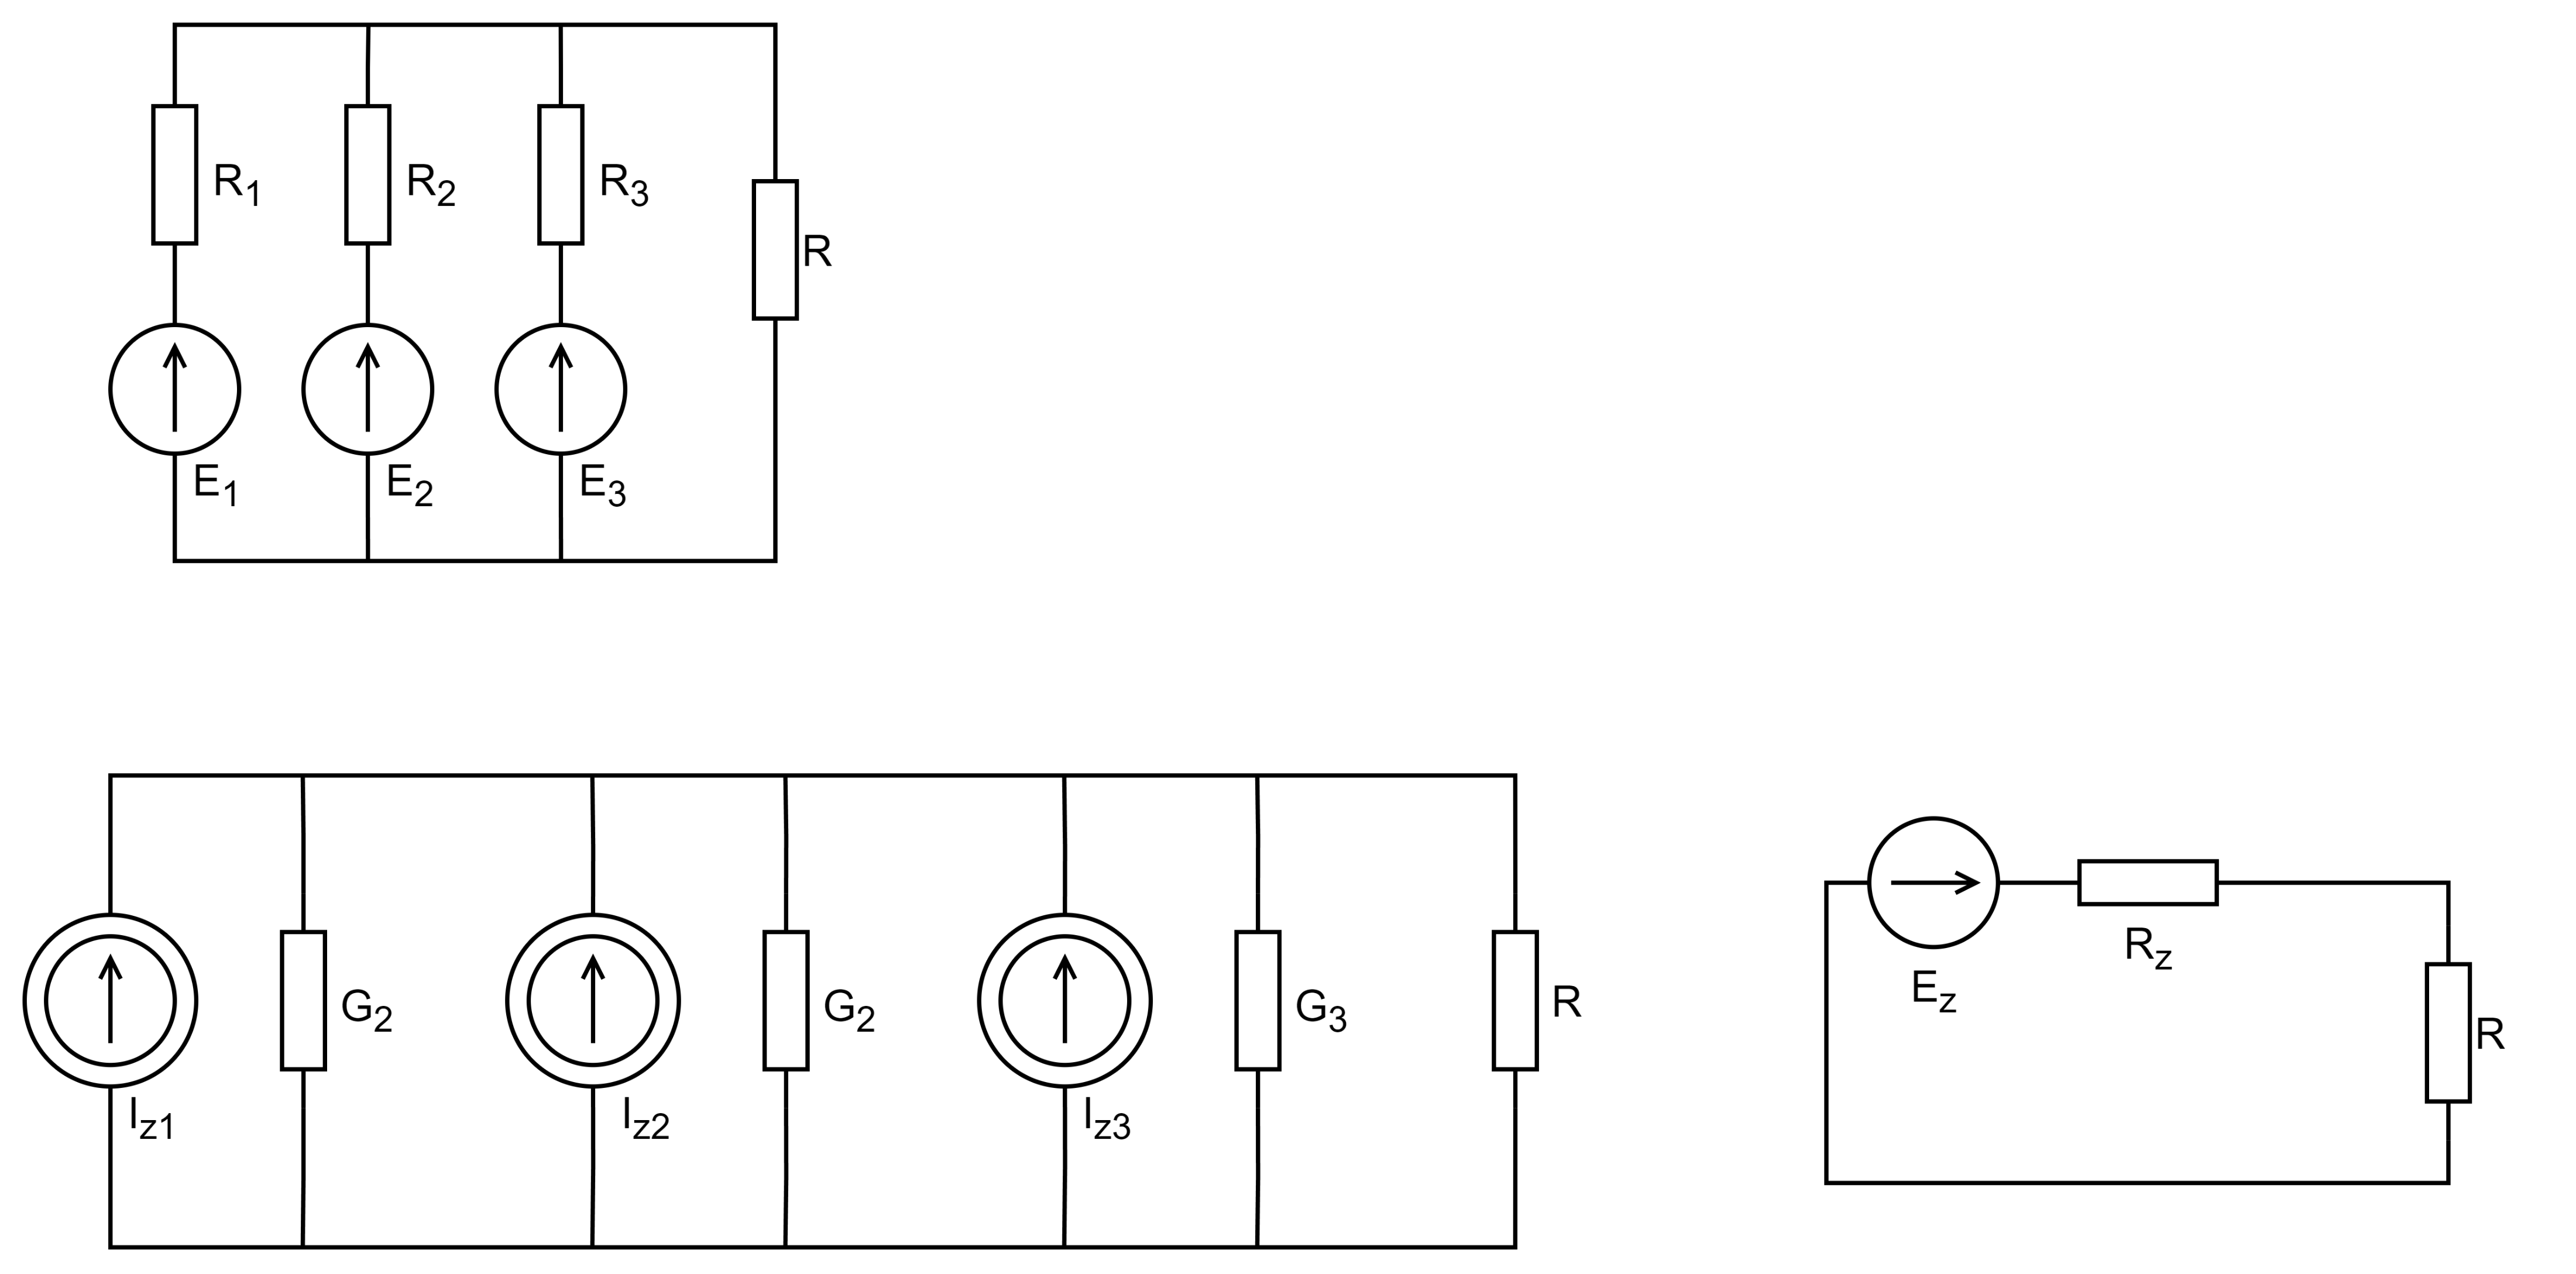 R1 R2 R3 R
E1 E2 E3
Iz1 G2 Iz2 G2 Iz3 G3 R
Ez Rz R